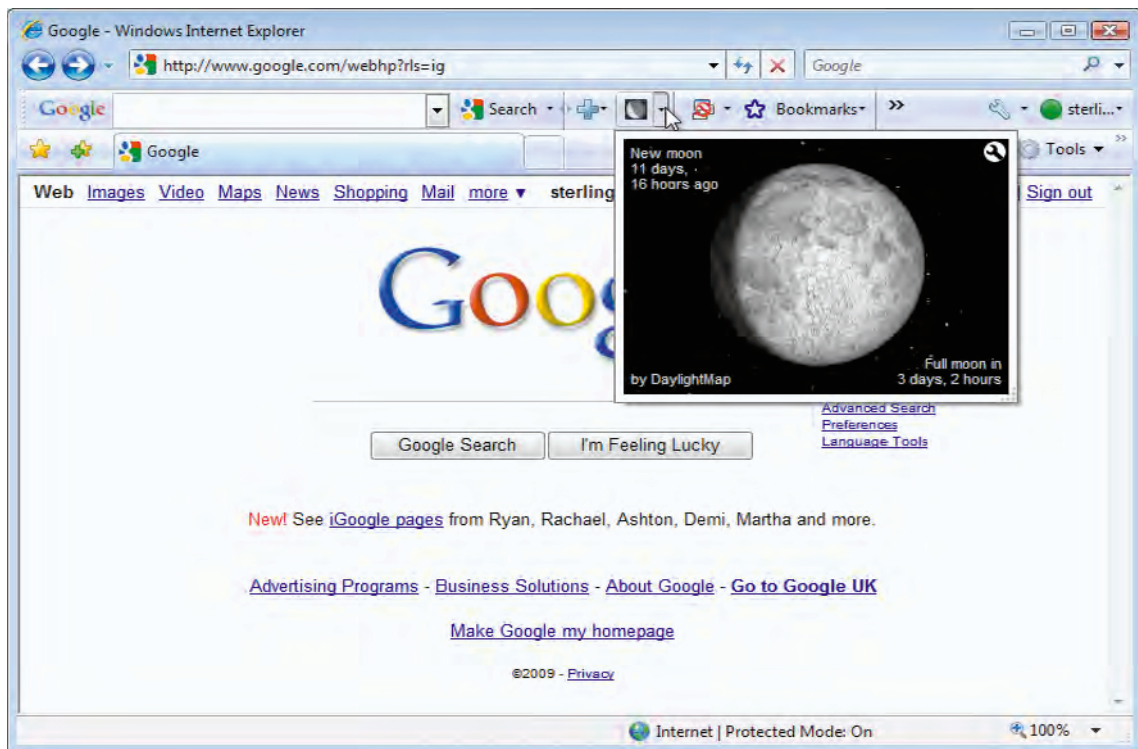 Google - Windows Internet Explorer
http://www.google.com/webhp?rls=ig
Google
Google
Search
Bookmarks
»
sterli...
Google
Tools
»
New moon
11 days,
16 hours ago
Full moon in
3 days, 2 hours
by DaylightMap
Web Images Video Maps News Shopping Mail more ▼ sterling
Sign out
Goog
Advanced Search
Preferences
Language Tools
Google Search
I'm Feeling Lucky
New! See iGoogle pages from Ryan, Rachael, Ashton, Demi, Martha and more.
Advertising Programs - Business Solutions - About Google - Go to Google UK
Make Google my homepage
©2009 - Privacy
Internet | Protected Mode: On
100%